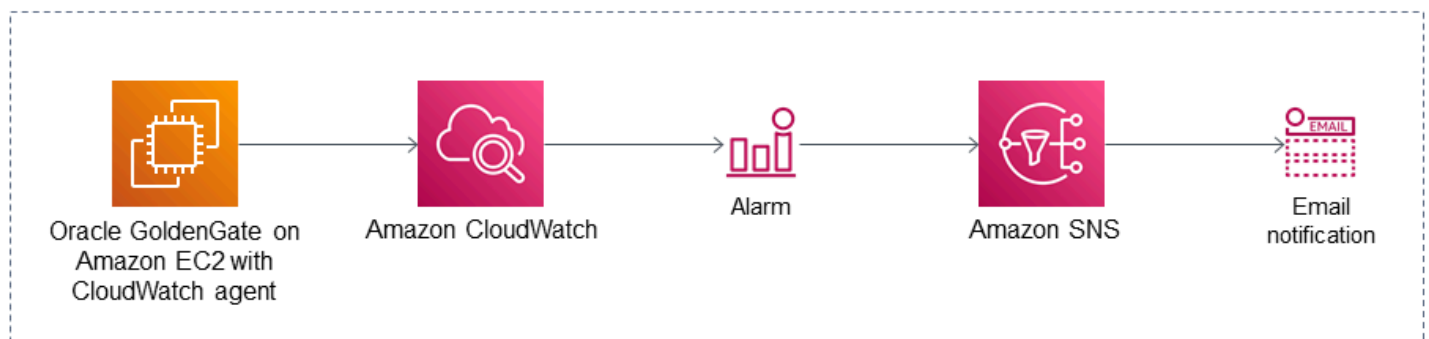 EMAIL
Oracle GoldenGate on
Amazon EC2 with
CloudWatch agent
Amazon CloudWatch
Alarm
Amazon SNS
Email
notification